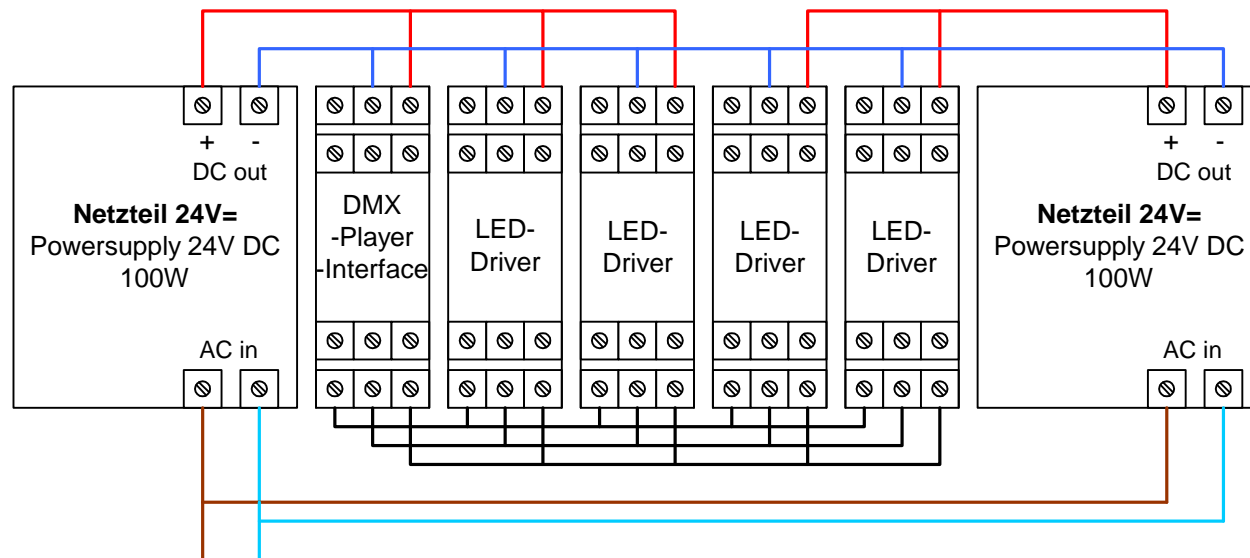 + -
DC out
Netzteil 24V=
Powersupply 24V DC
100W
AC in
DMX
-Player
-Interface
LED-
Driver
LED-
Driver
LED-
Driver
LED-
Driver
+ -
DC out
Netzteil 24V=
Powersupply 24V DC
100W
AC in